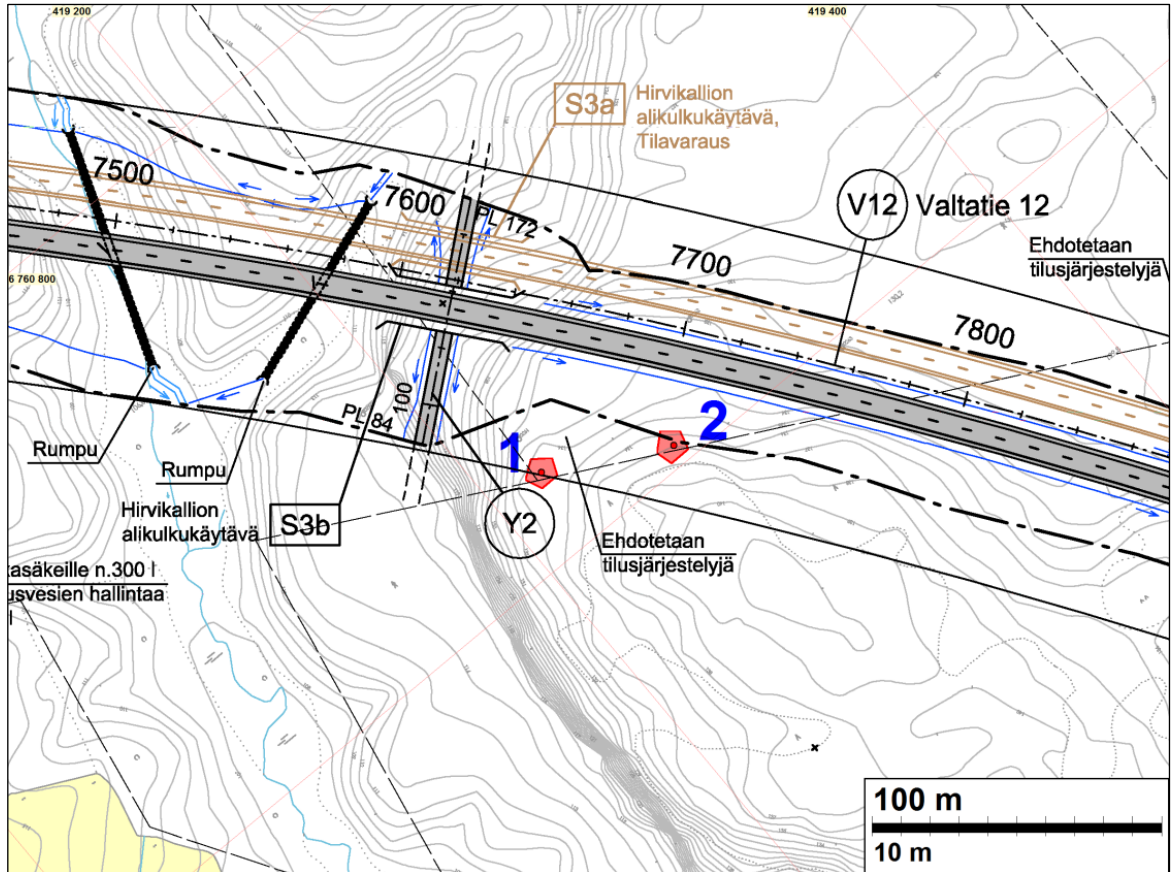 419 200
419 400
S3a
Hirvikallion
alikulkukäytävä,
Tilavaraus
7500
7600
PL 172
V12
Valtatie 12
Ehdotetaan
tilusjärjestelyjä
7700
6 760 800
7800
100
PL 84
1
2
Rumpu
Rumpu
Hirvikallion
alikulkukäytävä
S3b
Y2
Ehdotetaan
tilusjärjestelyjä
kasäkeille n.300 l
usvesien hallintaa
100 m
10 m